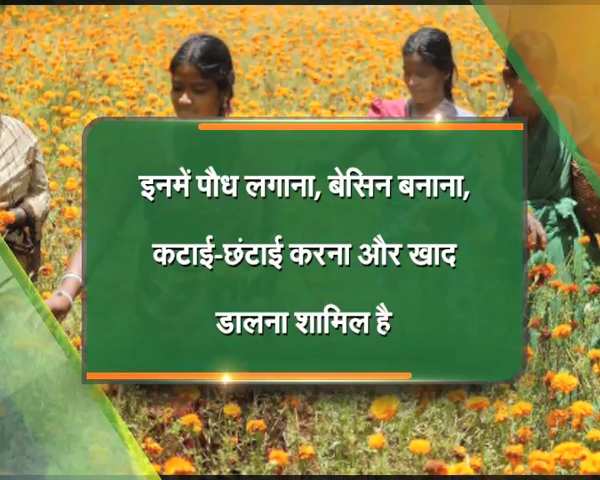 इनमें पौध लगाना, बेसिन बनाना,
कटाई-छंटाई करना और खाद
डालना शामिल है